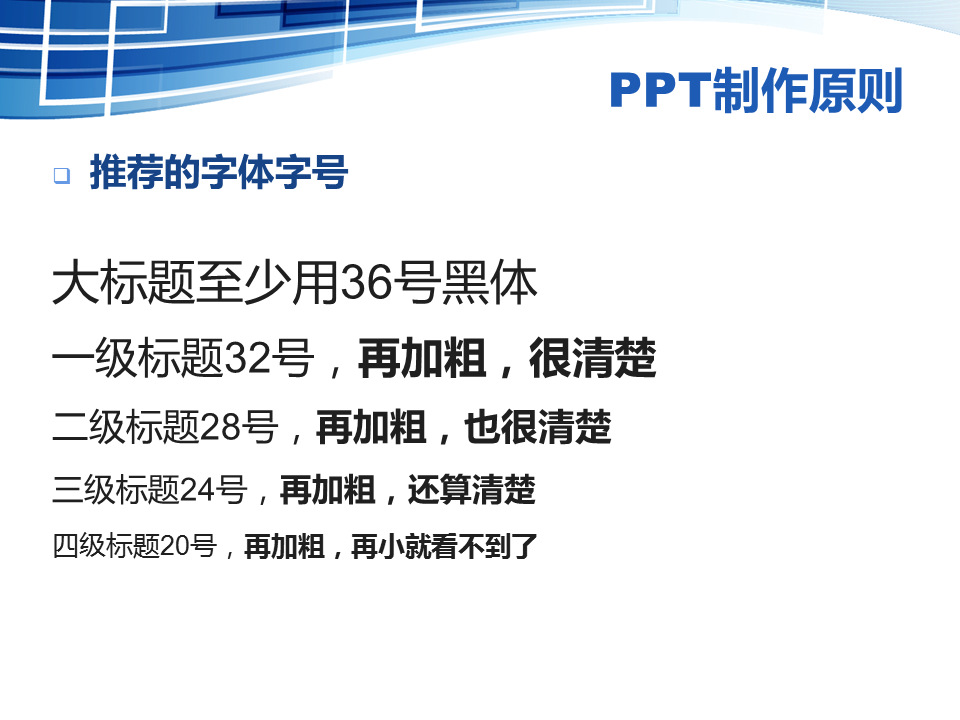 PPT制作原则
推荐的字体字号
大标题至少用36号黑体
一级标题32号，再加粗，很清楚
二级标题28号，再加粗，也很清楚
三级标题24号，再加粗，还算清楚
四级标题20号，再加粗，再小就看不到了